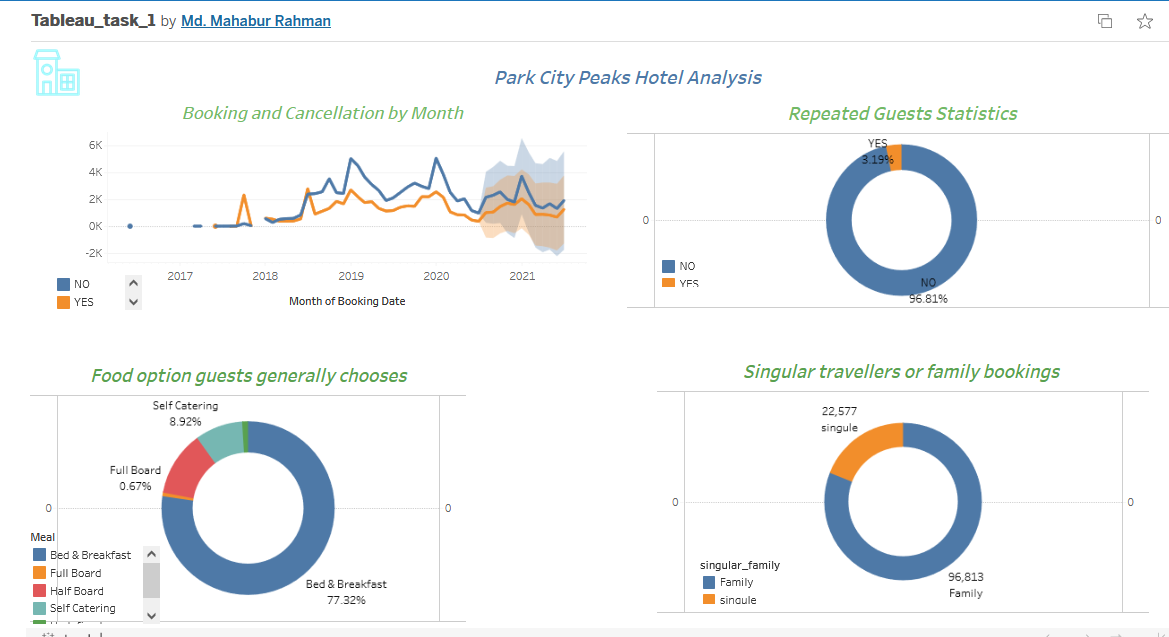 Tableau_task_1 by Md. Mahabur Rahman
Park City Peaks Hotel Analysis
Booking and Cancellation by Month
6K
4K
2K
0K
-2K
2017
2018
2019
2020
2021
Month of Booking Date
NO
YES
Repeated Guests Statistics
YES
3.19%
0
0
NO
YES
NO
96.81%
Food option guests generally chooses
Self Catering
8.92%
Full Board
0.67%
0
0
Bed & Breakfast
77.32%
Meal
Bed & Breakfast
Full Board
Half Board
Self Catering
Singular travellers or family bookings
22,577
singule
0
0
96,813
Family
singular_family
Family
singule